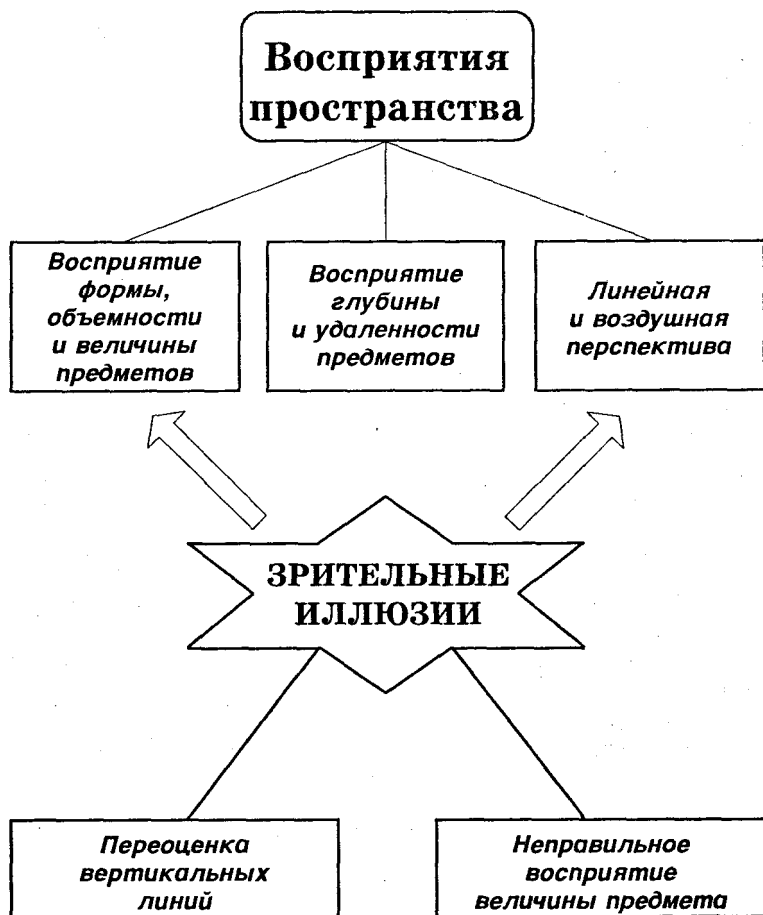 Восприятия
пространства
Восприятие
формы,
объемности
и величины
предметов
Восприятие
глубины
и удаленности
предметов
Линейная
и воздушная
перспектива
ЗРИТЕЛЬНЫЕ
ИЛЛЮЗИИ
Переоценка
вертикальных
линий
Неправильное
восприятие
величины предмета